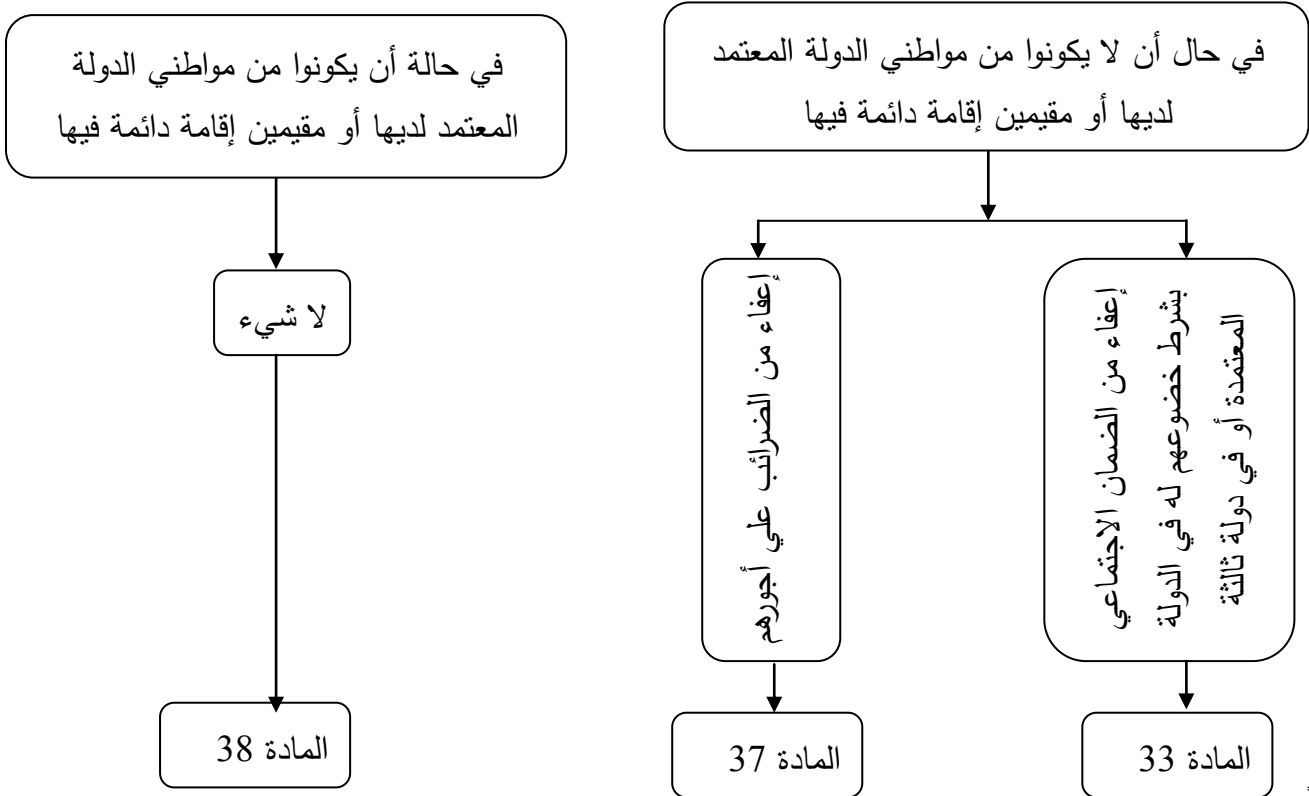 في حال أن لا يكونوا من مواطني الدولة المعتمد
لديها أو مقيمين إقامة دائمة فيها
في حالة أن يكونوا من مواطني الدولة
المعتمد لديها أو مقيمين إقامة دائمة فيها
إعفاء من الضمان الاجتماعي
بشرط خضوعهم له في الدولة
المعتمدة أو في دولة ثالثة
إعفاء من الضرائب علي أجورهم
لا شيء
المادة 33
المادة 37
المادة 38